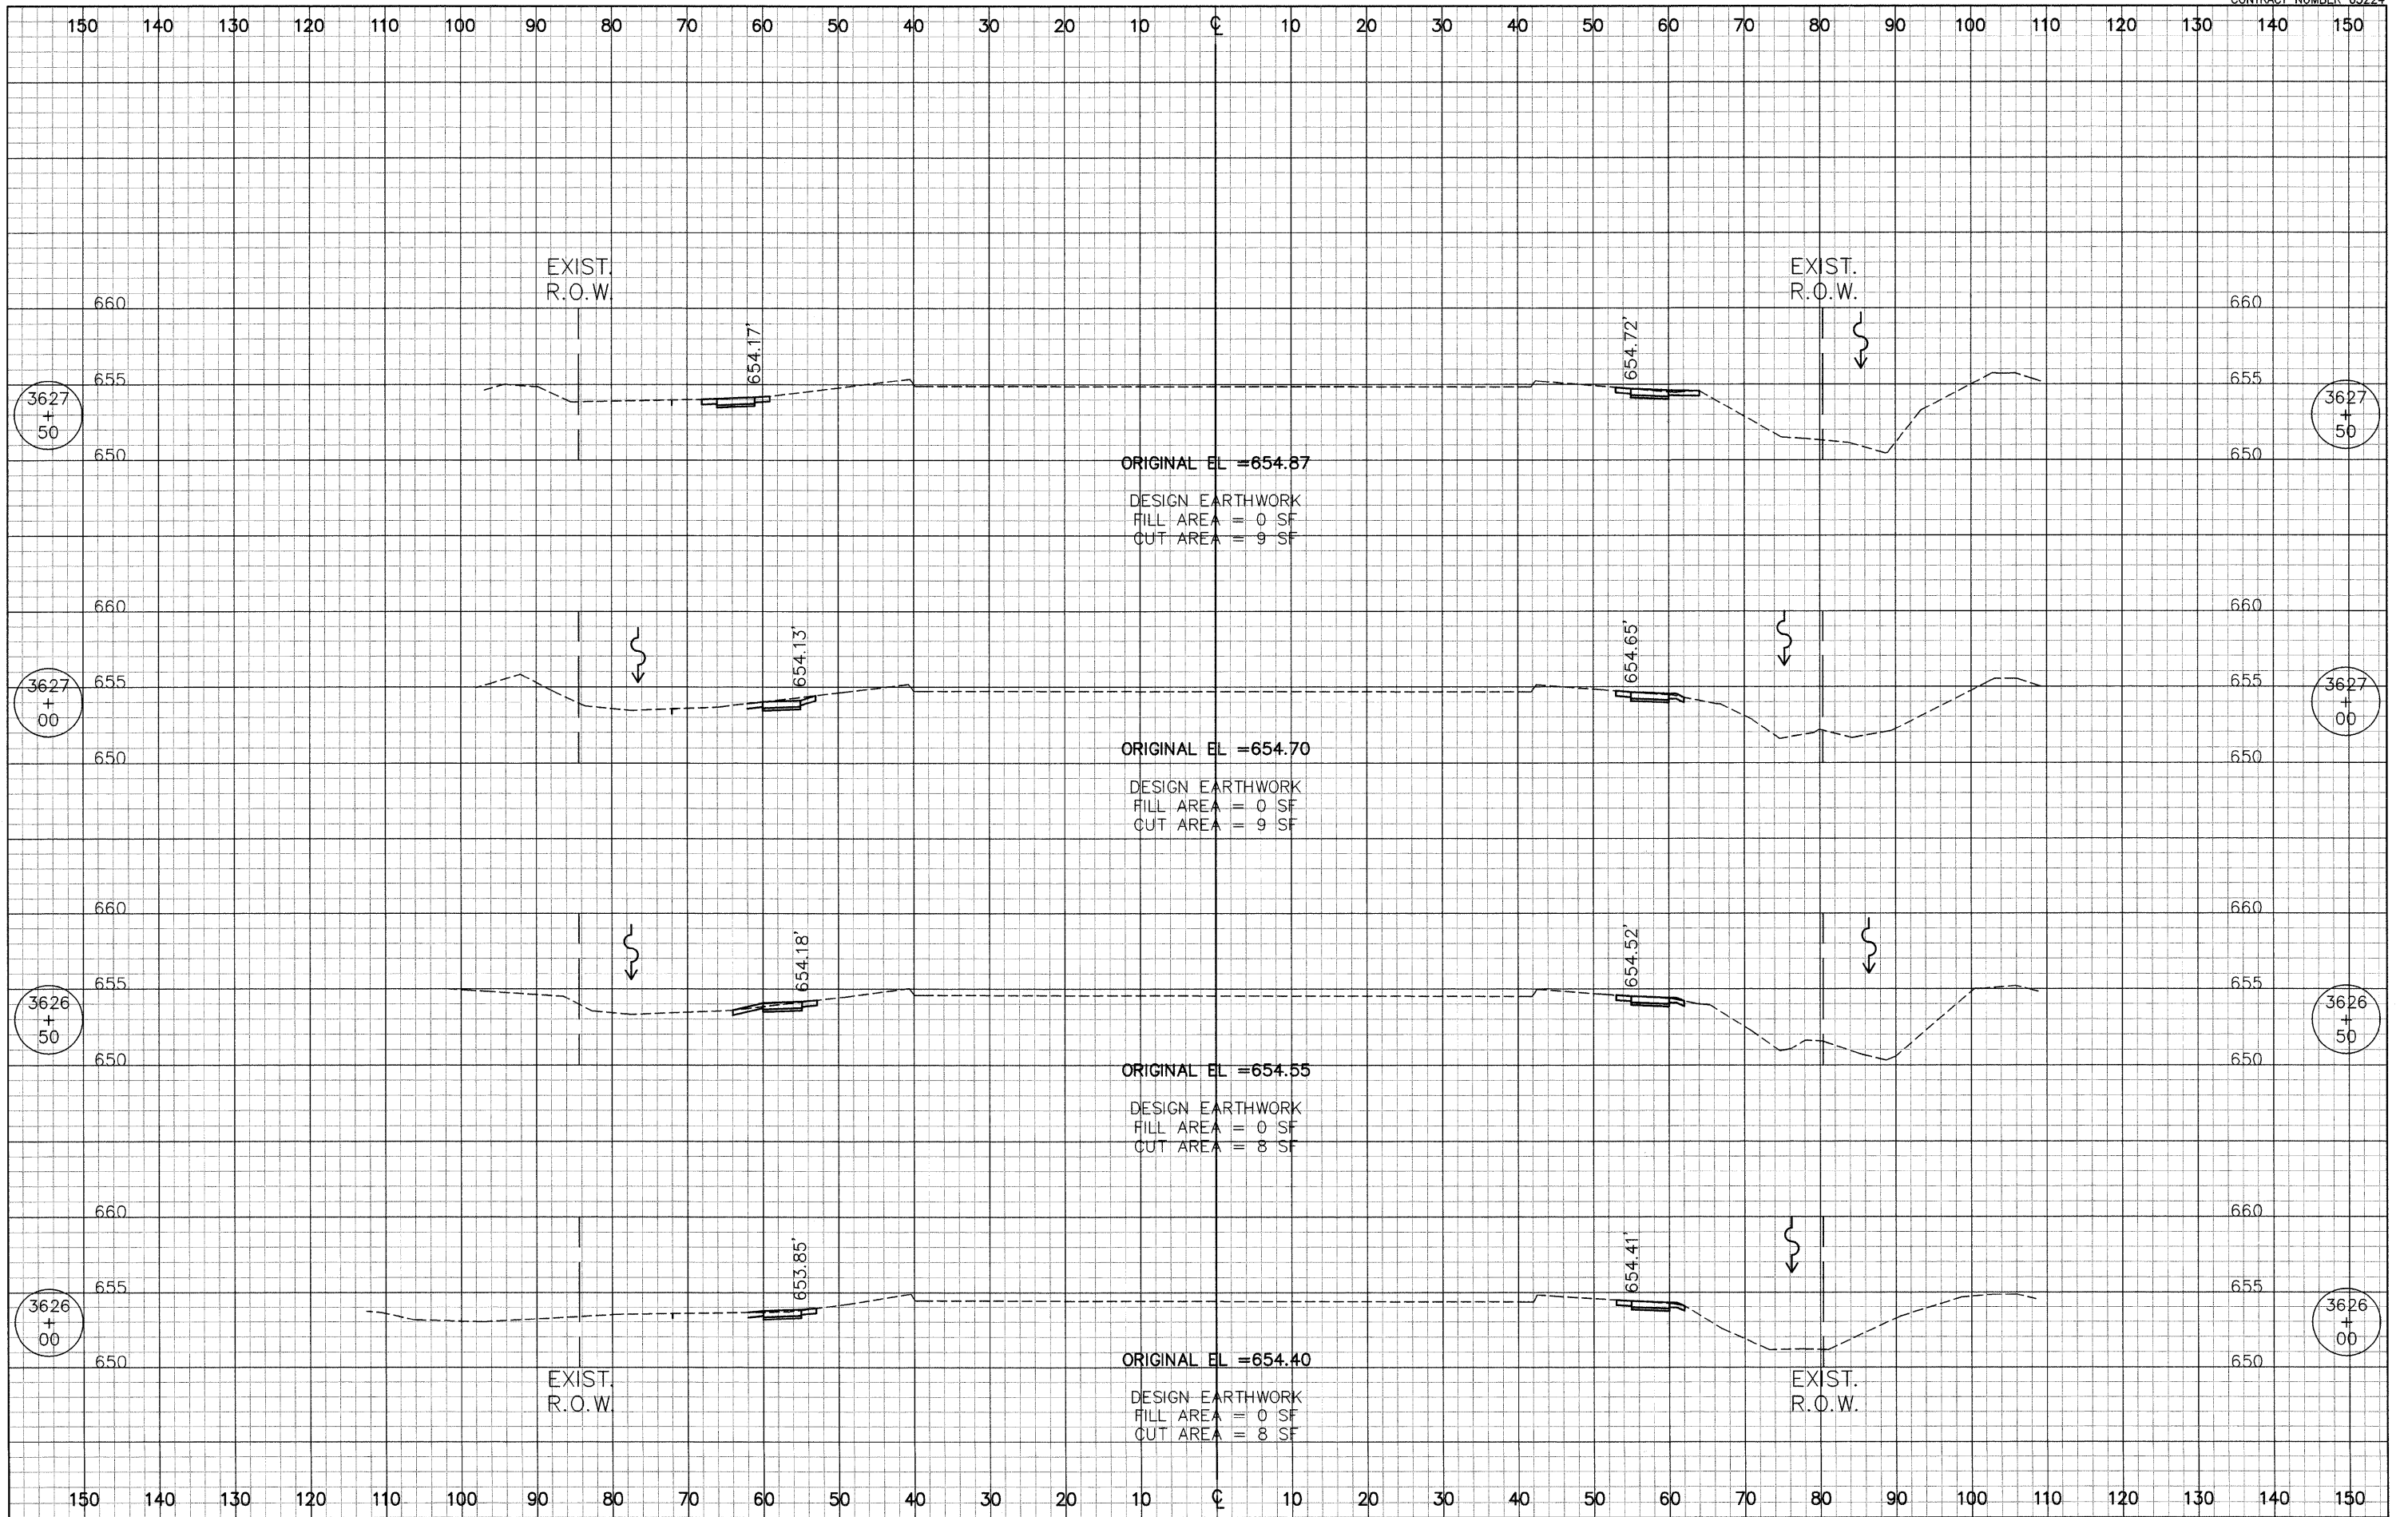 CONTRACT NUMBER 63224
150 140 130 120 110 100 90 80 70 60 50 40 30 20 10 ℄ 10 20 30 40 50 60 70 80 90 100 110 120 130 140 150
EXIST. EXIST.
R.O.W. R.O.W.
660 660
654.17' 654.72'
655 655
3627 3627
+ +
50 50
650 650
ORIGINAL EL =654.87
DESIGN EARTHWORK
FILL AREA = 0 SF
CUT AREA = 9 SF
660 660
654.13' 654.65'
655 655
3627 3627
+ +
00 00
650 650
ORIGINAL EL =654.70
DESIGN EARTHWORK
FILL AREA = 0 SF
CUT AREA = 9 SF
660 660
654.18' 654.52'
655 655
3626 3626
+ +
50 50
650 650
ORIGINAL EL =654.55
DESIGN EARTHWORK
FILL AREA = 0 SF
CUT AREA = 8 SF
660 660
653.85' 654.41'
655 655
3626 3626
+ +
00 00
650 650
ORIGINAL EL =654.40
EXIST. EXIST.
R.O.W. R.O.W.
DESIGN EARTHWORK
FILL AREA = 0 SF
CUT AREA = 8 SF
150 140 130 120 110 100 90 80 70 60 50 40 30 20 10 ℄ 10 20 30 40 50 60 70 80 90 100 110 120 130 140 150